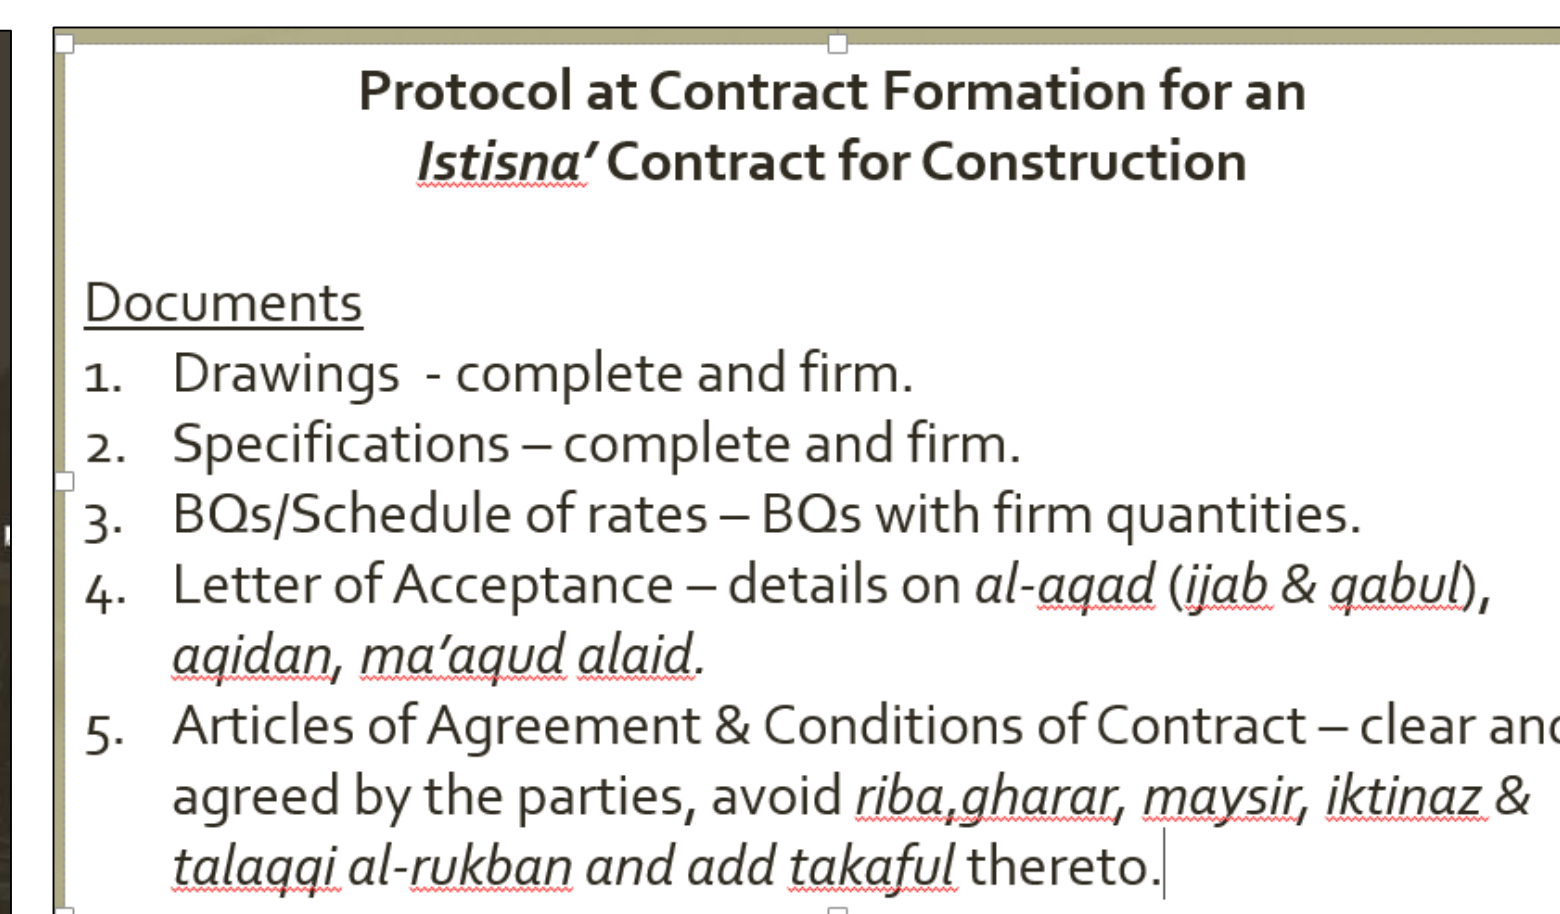 Protocol at Contract Formation for an
Istisna’ Contract for Construction
Documents
1. Drawings - complete and firm.
2. Specifications – complete and firm.
3. BQs/Schedule of rates – BQs with firm quantities.
4. Letter of Acceptance – details on al-aqad (ijab & qabul),
aqidan, ma’aqud alaid.
5. Articles of Agreement & Conditions of Contract – clear and
agreed by the parties, avoid riba,gharar, maysir, iktinaz &
talaqqi al-rukban and add takaful thereto.